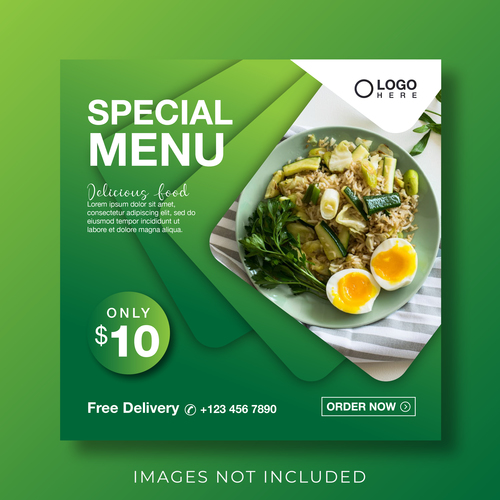 LOGO
HERE
SPECIAL
MENU
Delicious food
Lorem ipsum dolor sit amet,
consectetur adipiscing elit, sed
do eiusmod tempor incididunt ut
labore et dolore magna aliqua.
ONLY
$10
Free Delivery +123 456 7890
ORDER NOW
IMAGES NOT INCLUDED